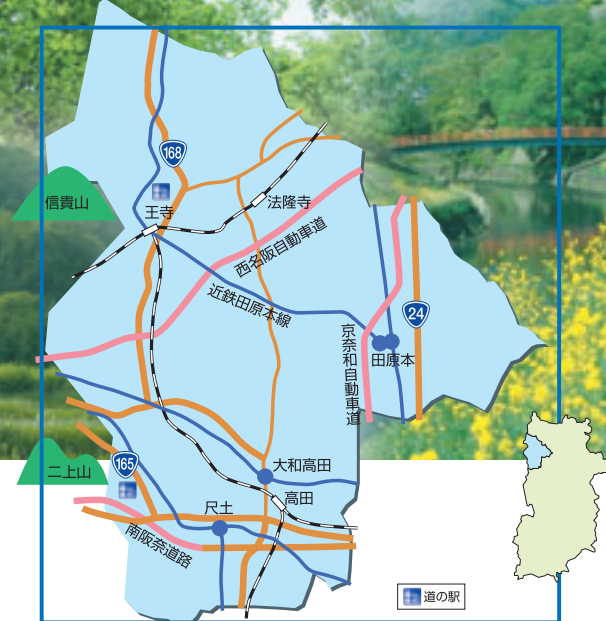 168
信貴山
王寺
法隆寺
西名阪自動車道
近鉄田原本線
24
京奈和自動車道
田原本
165
二上山
大和高田
高田
尺土
南阪奈道路
道の駅